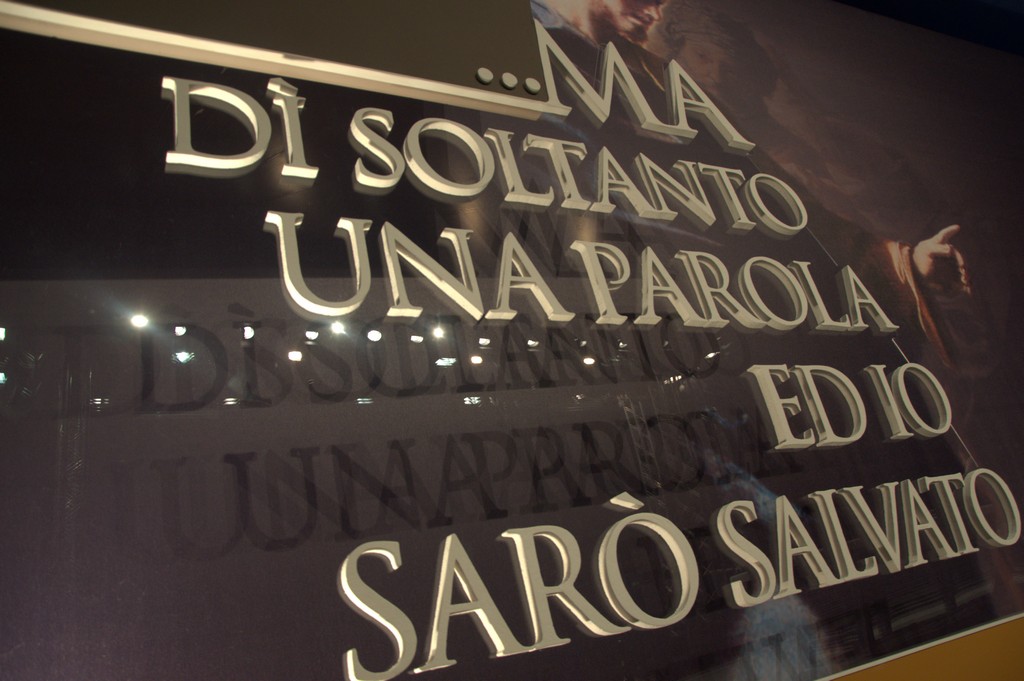 ...MA
DÌ SOLTANTO
UNA PAROLA
ED IO
SARÒ SALVATO